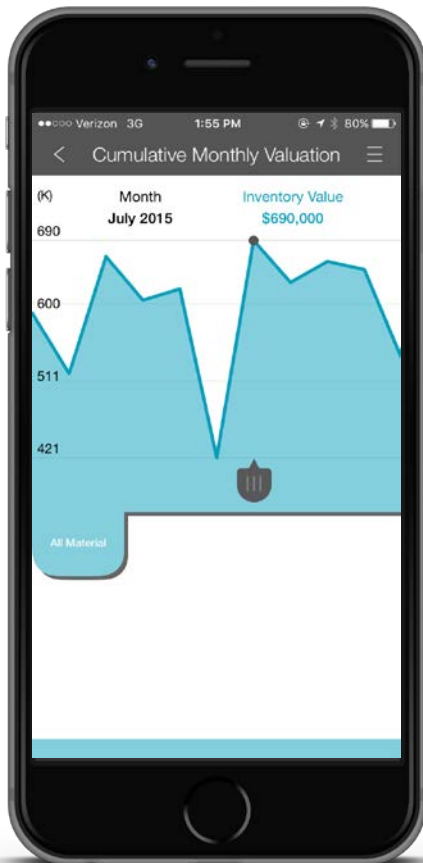 Verizon 3G 1:55 PM 80%
Cumulative Monthly Valuation
(K) Month Inventory Value
July 2015 $690,000
690
600
511
421
All Material